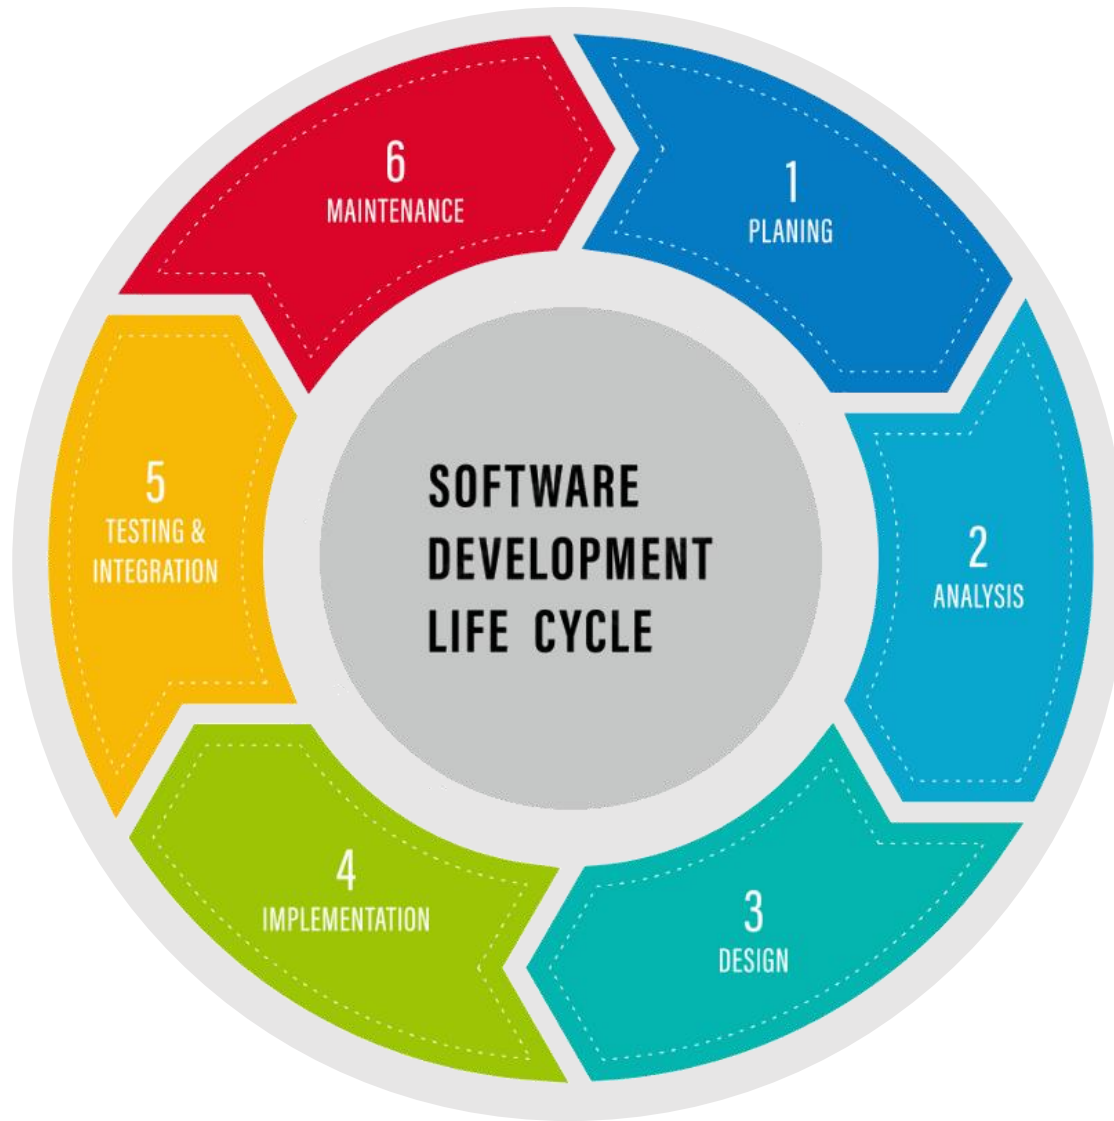 SOFTWARE
DEVELOPMENT
LIFE CYCLE
1
PLANING
2
ANALYSIS
3
DESIGN
4
IMPLEMENTATION
5
TESTING &
INTEGRATION
6
MAINTENANCE